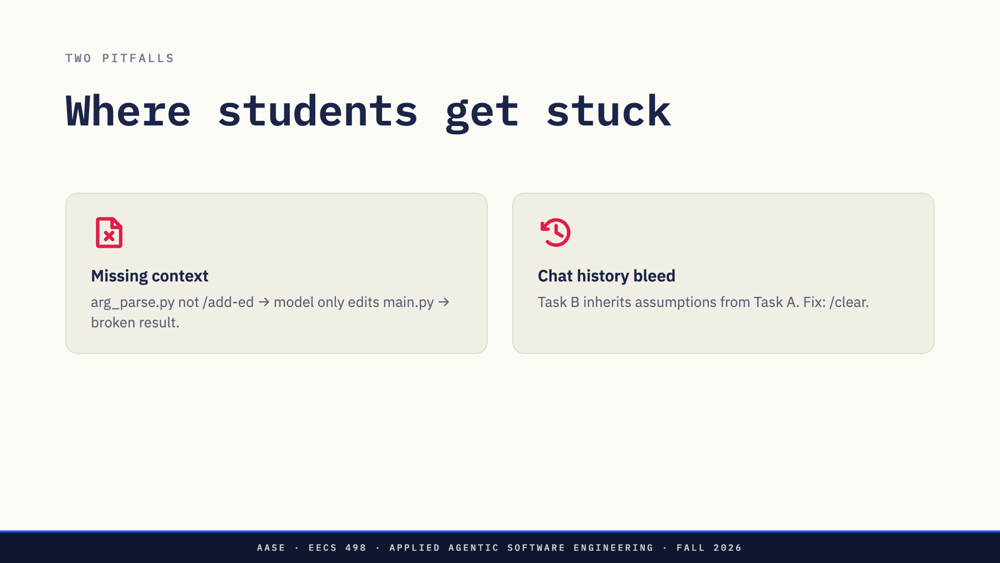 TWO PITFALLS
Where students get stuck
Missing context
arg_parse.py not /add-ed → model only edits main.py →
broken result.
Chat history bleed
Task B inherits assumptions from Task A. Fix: /clear.
AASE · EECS 498 · APPLIED AGENTIC SOFTWARE ENGINEERING · FALL 2026